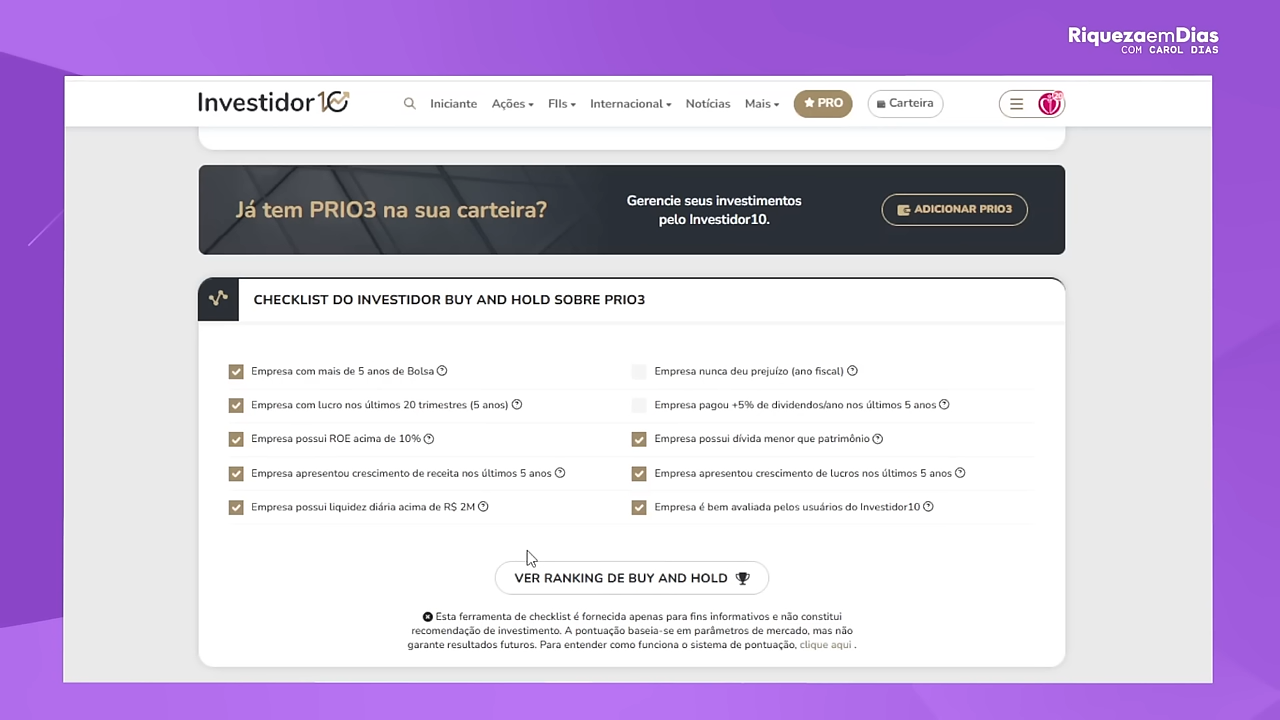 RiquezaemDias
COM CAROL DIAS
Investidor10
Iniciante Ações FIIs Internacional Notícias Mais PRO Carteira
Já tem PRIO3 na sua carteira?
Gerencie seus investimentos
pelo Investidor10.
ADICIONAR PRIO3
CHECKLIST DO INVESTIDOR BUY AND HOLD SOBRE PRIO3
Empresa com mais de 5 anos de Bolsa
Empresa nunca deu prejuízo (ano fiscal)
Empresa com lucro nos últimos 20 trimestres (5 anos)
Empresa pagou +5% de dividendos/ano nos últimos 5 anos
Empresa possui ROE acima de 10%
Empresa possui dívida menor que patrimônio
Empresa apresentou crescimento de receita nos últimos 5 anos
Empresa apresentou crescimento de lucros nos últimos 5 anos
Empresa possui liquidez diária acima de R$ 2M
Empresa é bem avaliada pelos usuários do Investidor10
VER RANKING DE BUY AND HOLD
Esta ferramenta de checklist é fornecida apenas para fins informativos e não constitui
recomendação de investimento. A pontuação baseia-se em parâmetros de mercado, mas não
garante resultados futuros. Para entender como funciona o sistema de pontuação, clique aqui .